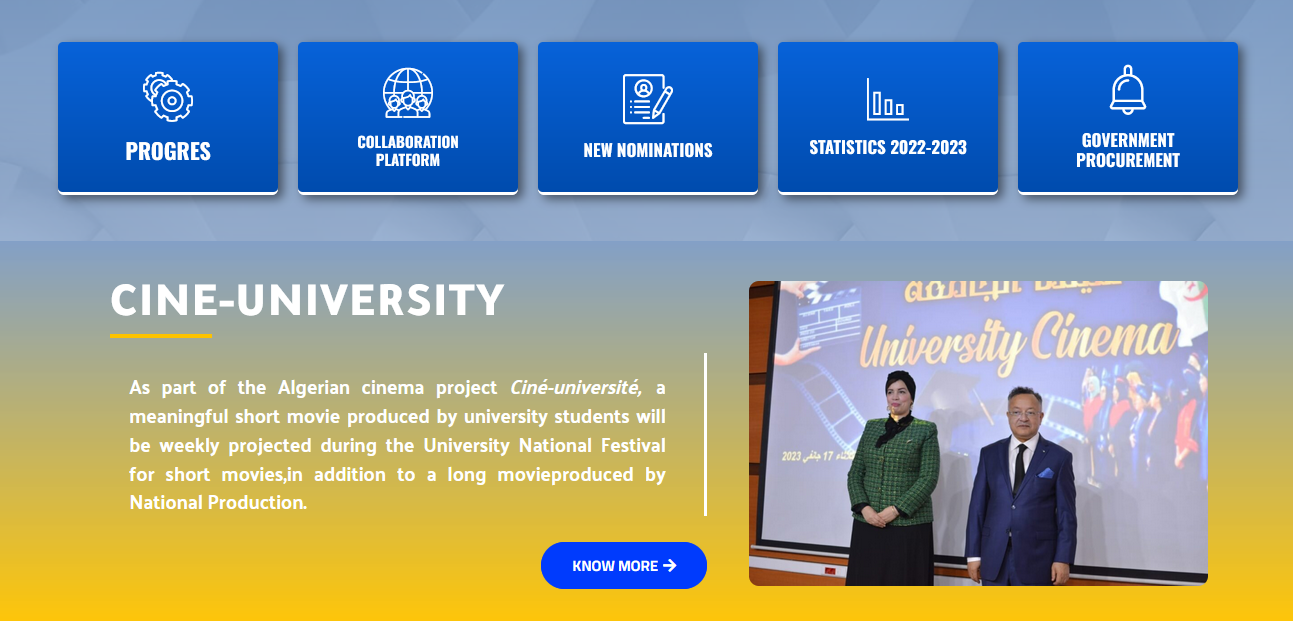 PROGRES
COLLABORATION
PLATFORM
NEW NOMINATIONS
STATISTICS 2022-2023
GOVERNMENT
PROCUREMENT
CINE-UNIVERSITY
As part of the Algerian cinema project Ciné-université, a
meaningful short movie produced by university students will
be weekly projected during the University National Festival
for short movies,in addition to a long movieproduced by
National Production.
KNOW MORE →
University Cinema
17 جانفي 2023